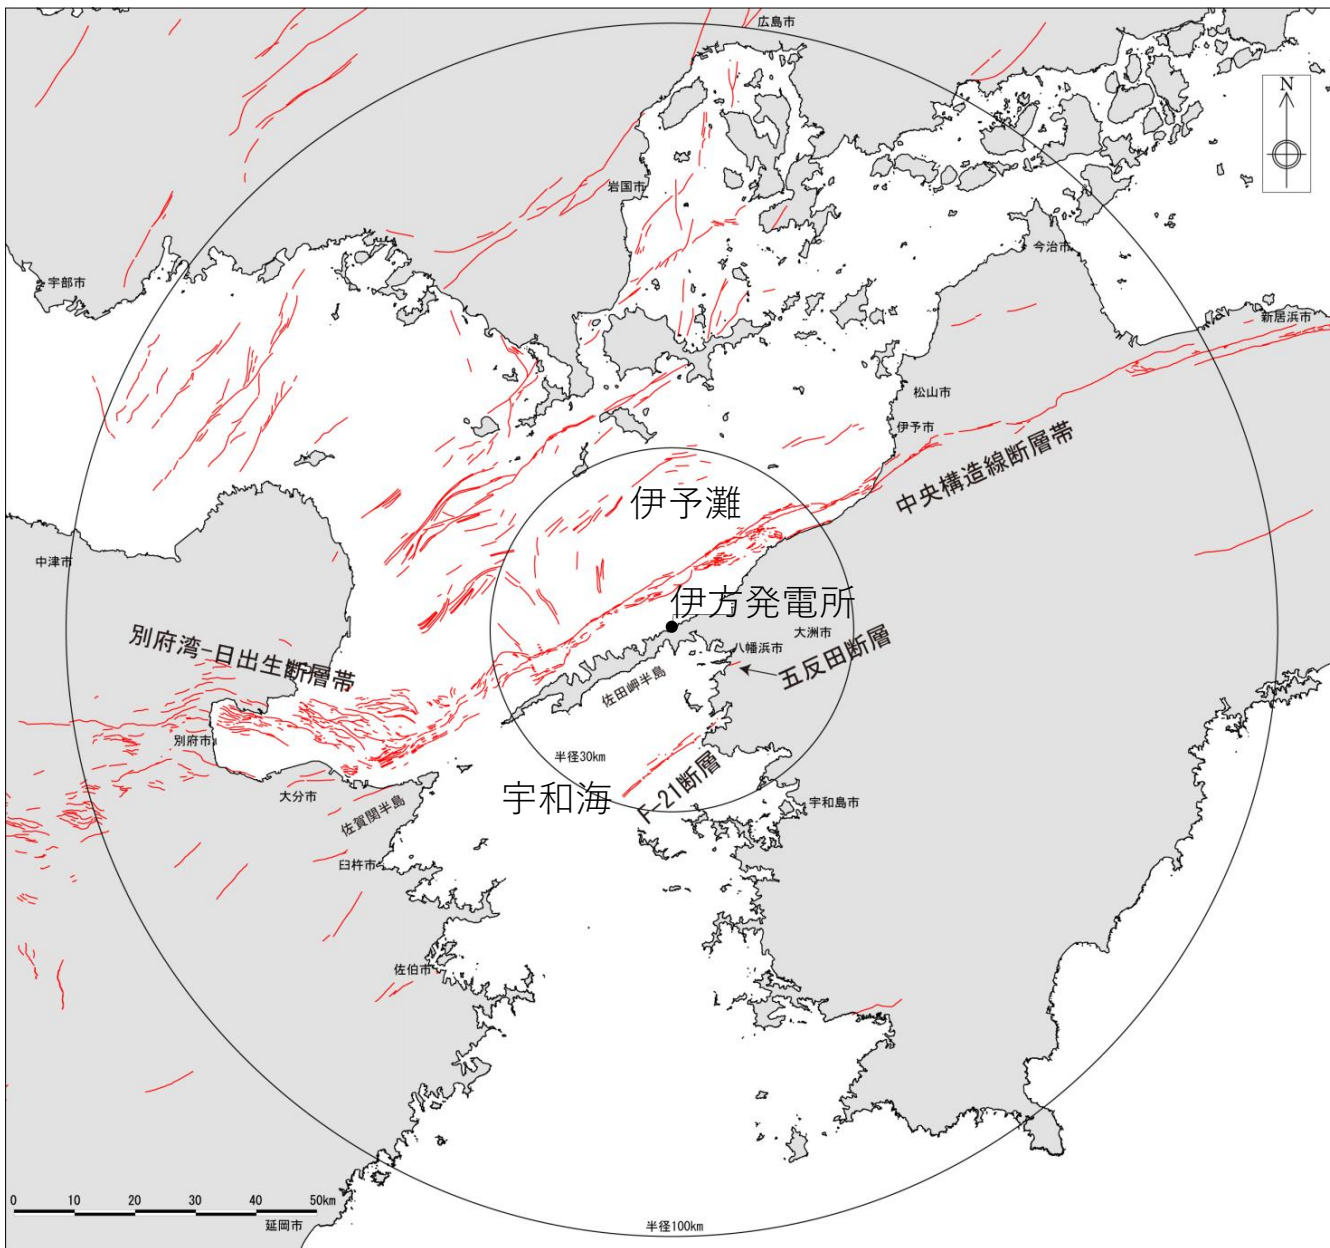 広島市
N
岩国市
今治市
宇部市
新居浜市
松山市
伊予市
中央構造線断層帯
伊予灘
中津市
伊方発電所
大洲市
八幡浜市
別府湾-日出生断層帯
五反田断層
佐田岬半島
別府市
半径30km
大分市
宇和海
F-21断層
宇和島市
佐賀関半島
臼杵市
佐伯市
0 10 20 30 40 50km
延岡市
半径100km